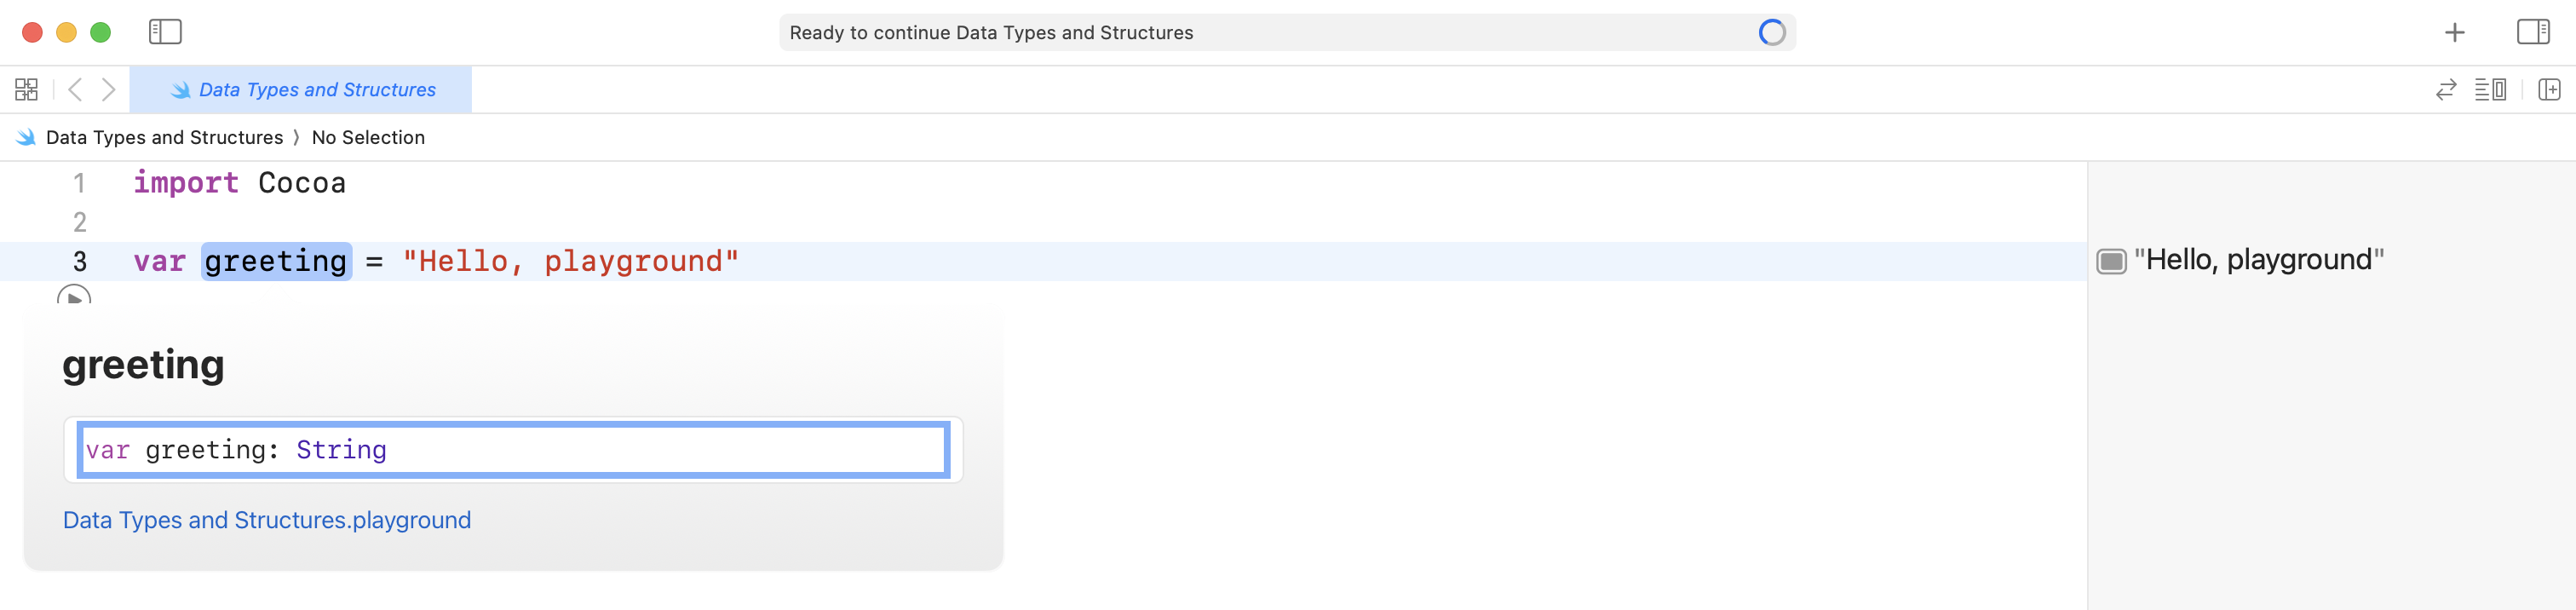 Ready to continue Data Types and Structures
Data Types and Structures
Data Types and Structures 〉 No Selection
1 import Cocoa
2
3 var greeting = "Hello, playground"
"Hello, playground"
greeting
var greeting: String
Data Types and Structures.playground